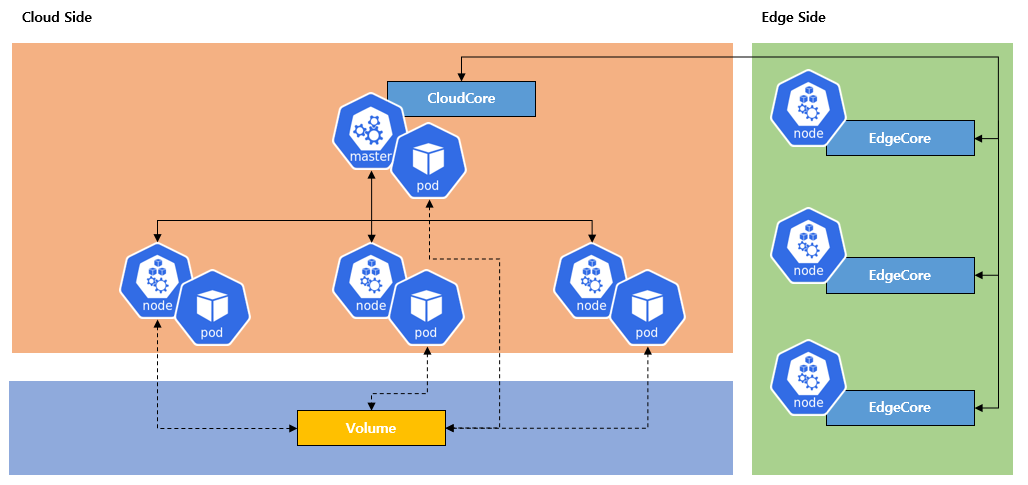 Cloud Side
Edge Side
CloudCore
master
pod
node
pod
node
pod
node
pod
Volume
node
EdgeCore
node
EdgeCore
node
EdgeCore